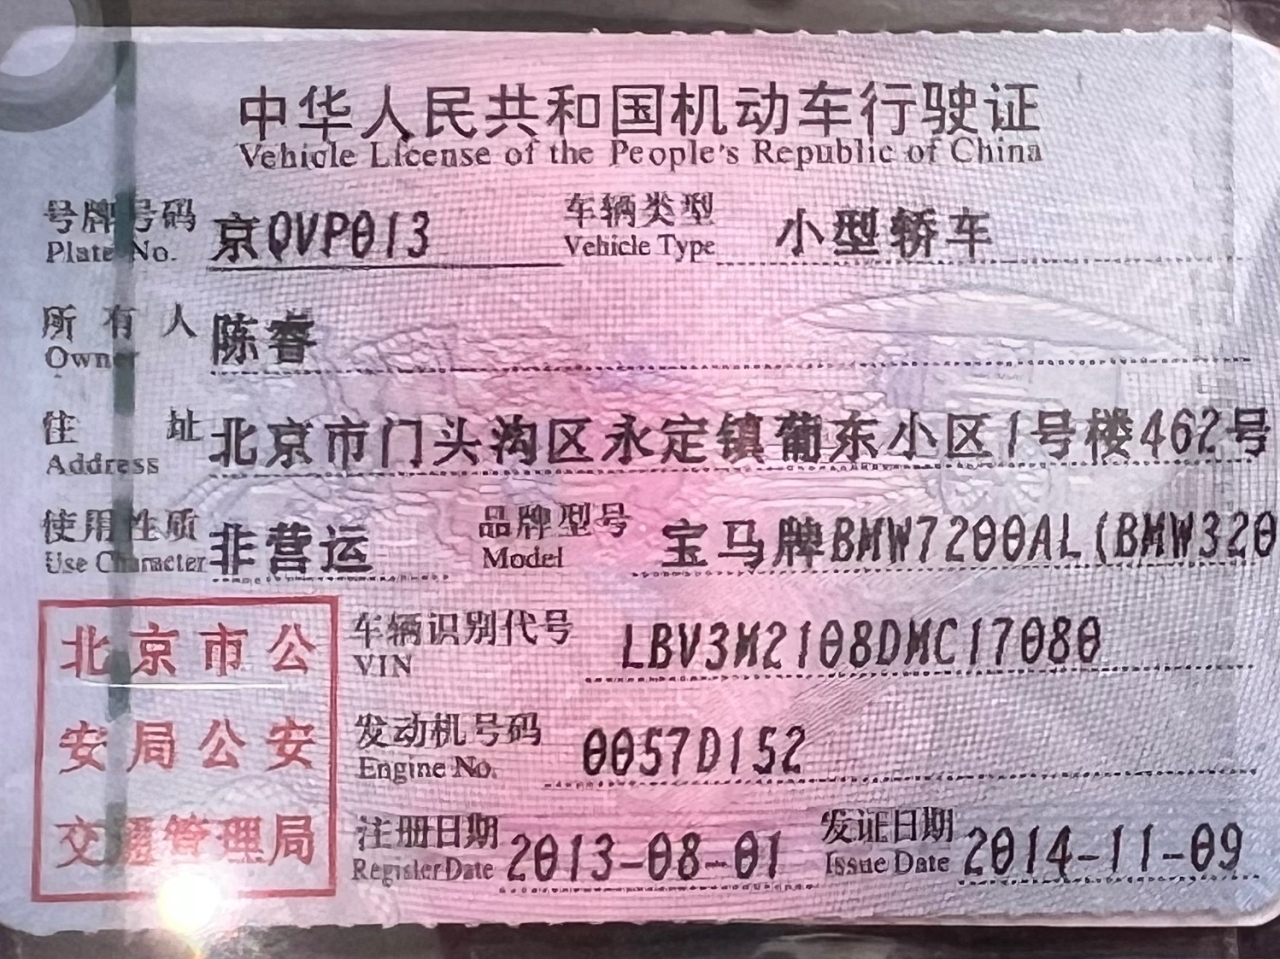 中华人民共和国机动车行驶证
Vehicle License of the People's Republic of China
号牌号码 京QVP013 车辆类型 小型轿车
Plate No. Vehicle Type
所有人 陈睿
Owner
住址 北京市门头沟区永定镇葡东小区1号楼462号
Address
使用性质 非营运 品牌型号 宝马牌BMW7200AL(BMW320
Use Character Model
北京市公
安局公安
交通管理局
车辆识别代号 LBV3M2108DMC17080
VIN
发动机号码 0057D152
Engine No.
注册日期 2013-08-01 发证日期 2014-11-09
Register Date Issue Date